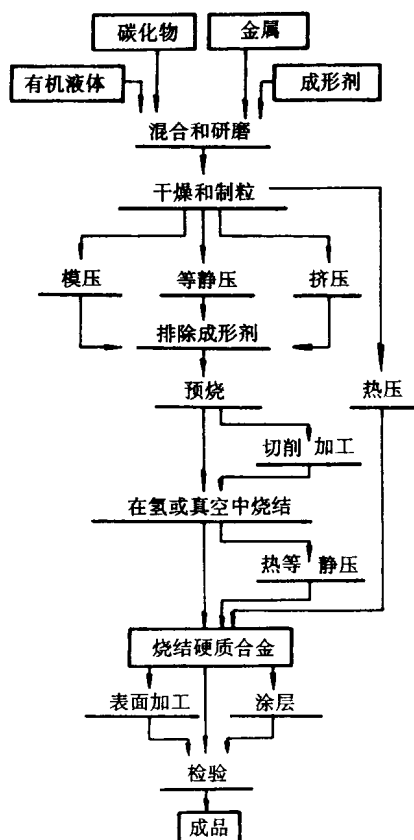 碳化物 金属
有机液体 成形剂
混合和研磨
干燥和制粒
模压 等静压 挤压
排除成形剂
预烧 热压
切削 加工
在氢或真空中烧结
热等 静压
烧结硬质合金
表面加工 涂层
检验
成品